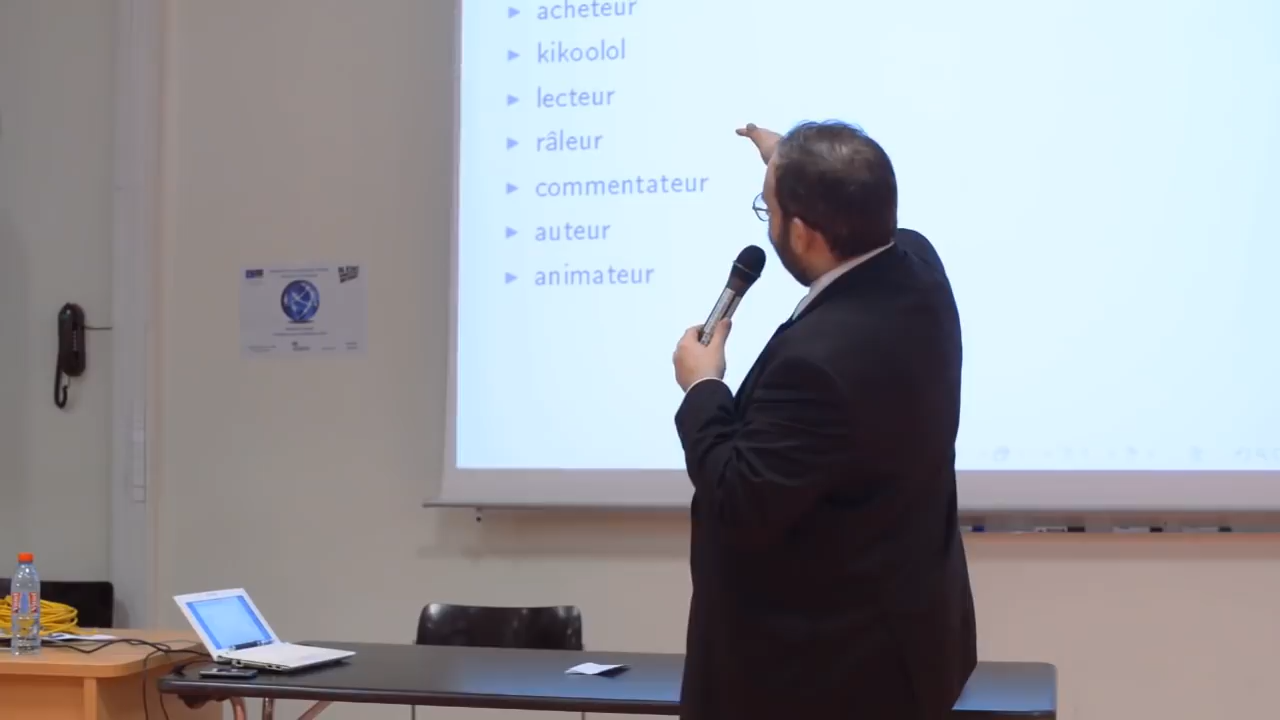 acheteur
kikoolol
lecteur
râleur
commentateur
auteur
animateur